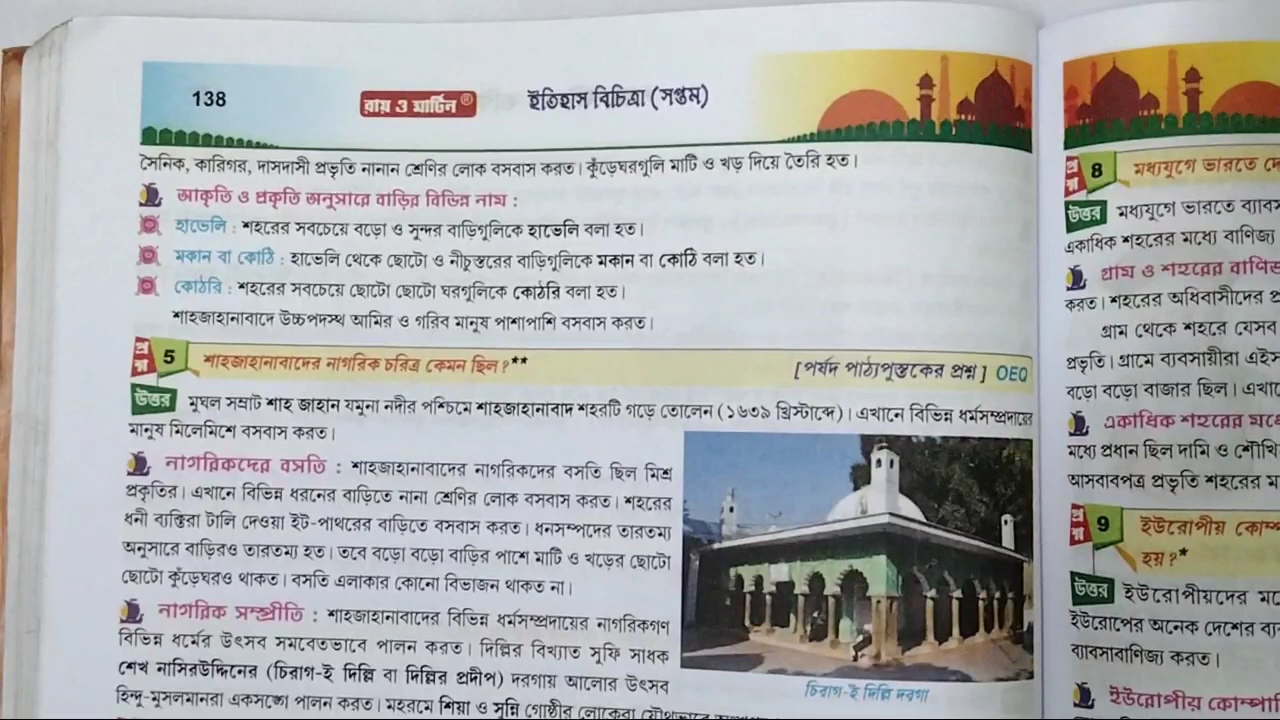 138
রায় ও মার্টিন ®
ইতিহাস বিচিত্রা (সপ্তম)
সৈনিক, কারিগর, দাসদাসী প্রভৃতি নানান শ্রেণির লোক বসবাস করত। কুঁড়েঘরগুলি মাটি ও খড় দিয়ে তৈরি হত।
আকৃতি ও প্রকৃতি অনুসারে বাড়ির বিভিন্ন নাম :
হাভেলি : শহরের সবচেয়ে বড়ো ও সুন্দর বাড়িগুলিকে হাভেলি বলা হত।
মকান বা কোঠি : হাভেলি থেকে ছোটো ও নীচুস্তরের বাড়িগুলিকে মকান বা কোঠি বলা হত।
কোঠরি : শহরের সবচেয়ে ছোটো ছোটো ঘরগুলিকে কোঠরি বলা হত।
শাহজাহানাবাদে উচ্চপদস্থ আমির ও গরিব মানুষ পাশাপাশি বসবাস করত।
প্রশ্ন 5 শাহজাহানাবাদের নাগরিক চরিত্র কেমন ছিল?** [পর্ষদ পাঠ্যপুস্তকের প্রশ্ন] OEQ
উত্তর মুঘল সম্রাট শাহ জাহান যমুনা নদীর পশ্চিমে শাহজাহানাবাদ শহরটি গড়ে তোলেন (১৬৩৯ খ্রিস্টাব্দে)। এখানে বিভিন্ন ধর্মসম্প্রদায়ের
মানুষ মিলেমিশে বসবাস করত।
নাগরিকদের বসতি : শাহজাহানাবাদের নাগরিকদের বসতি ছিল মিশ্র
প্রকৃতির। এখানে বিভিন্ন ধরনের বাড়িতে নানা শ্রেণির লোক বসবাস করত। শহরের
ধনী ব্যক্তিরা টালি দেওয়া ইট-পাথরের বাড়িতে বসবাস করত। ধনসম্পদের তারতম্য
অনুসারে বাড়িরও তারতম্য হত। তবে বড়ো বড়ো বাড়ির পাশে মাটি ও খড়ের ছোটো
ছোটো কুঁড়েঘরও থাকত। বসতি এলাকার কোনো বিভাজন থাকত না।
নাগরিক সম্প্রীতি : শাহজাহানাবাদের বিভিন্ন ধর্মসম্প্রদায়ের নাগরিকগণ
বিভিন্ন ধর্মের উৎসব সমবেতভাবে পালন করত। দিল্লির বিখ্যাত সুফি সাধক
শেখ নাসিরউদ্দিনের (চিরাগ-ই দিল্লি বা দিল্লির প্রদীপ) দরগায় আলোর উৎসব
হিন্দু-মুসলমানরা একসঙ্গে পালন করত। মহরমে শিয়া ও সুন্নি গোষ্ঠীর লোকেরা
চিরাগ-ই দিল্লি দরগা
প্রশ্ন 8 মধ্যযুগে ভারতে
উত্তর মধ্যযুগে ভারতে
একাধিক শহরের মধ্যে বাণিজ্য
গ্রাম ও শহরের
করত। শহরের অধিবাসীদের
গ্রাম থেকে শহরে যেসব
প্রভৃতি। গ্রামে ব্যবসায়ীরা
বড়ো বড়ো বাজার ছিল।
একাধিক শহরের
মধ্যে প্রধান ছিল দামি ও
আসবাবপত্র প্রভৃতি শহরের
প্রশ্ন 9 ইউরোপীয়
হয়?*
উত্তর ইউরোপীয়দের
ইউরোপের অনেক দেশের
ব্যাবসাবাণিজ্য করত।
ইউরোপীয়